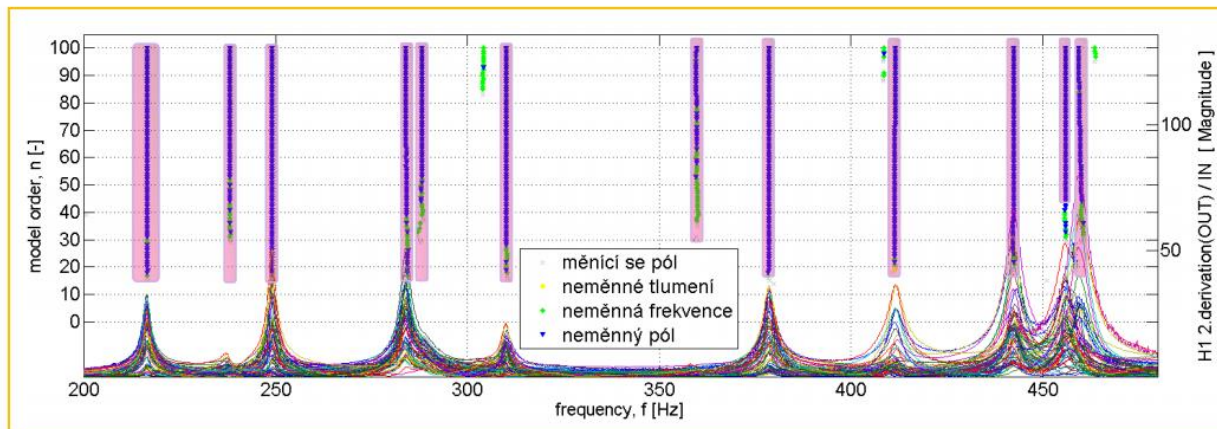 100
90
80
70
60
50
40
30
20
10
0
model order, n [-]
měnící se pól
neměnné tlumení
neměnná frekvence
neměnný pól
100
50
H1 2.derivation(OUT) / IN [ Magnitude ]
200
250
300
350
400
450
frequency, f [Hz]